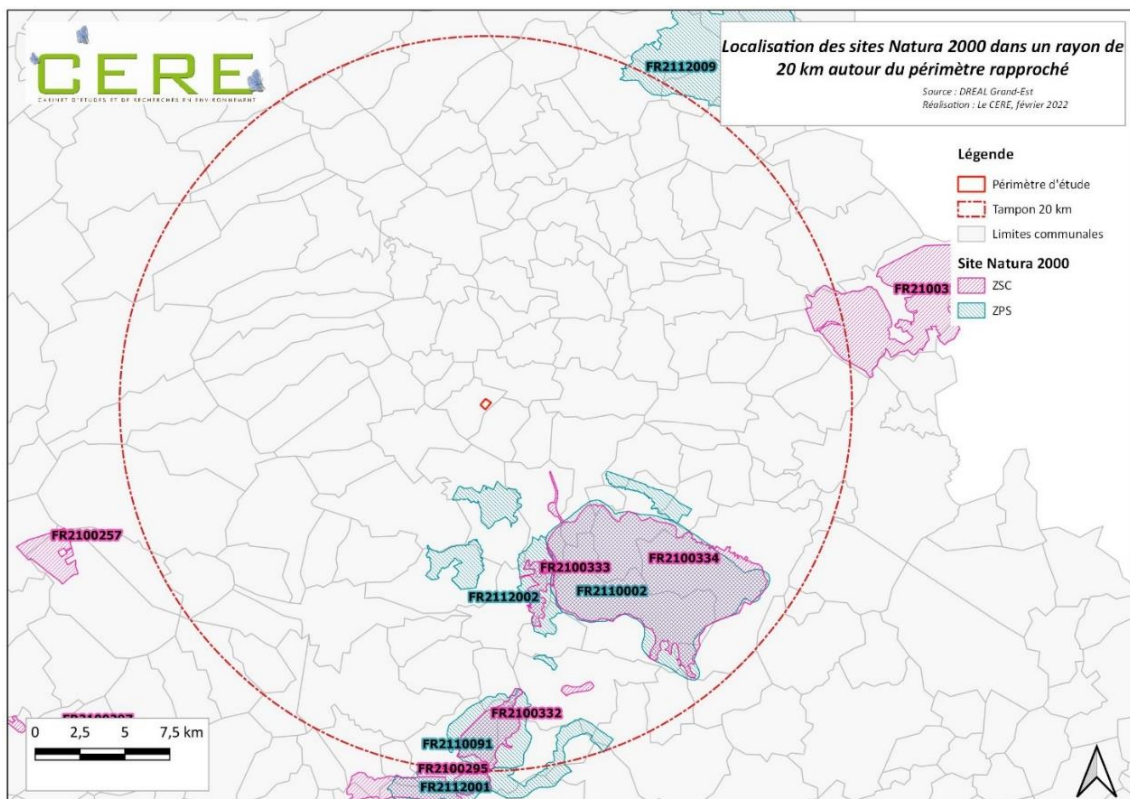 CERE
CABINET D'ÉTUDES ET DE RECHERCHES EN ENVIRONNEMENT
Localisation des sites Natura 2000 dans un rayon de
20 km autour du périmètre rapproché
Source : DREAL Grand-Est
Réalisation : Le CERE, février 2022
Légende
Périmètre d'étude
Tampon 20 km
Limites communales
Site Natura 2000
ZSC
ZPS
FR2112009
FR21003
FR2100257
FR2100334
FR2100333
FR2110002
FR2112002
FR2100332
FR2110091
FR2100295
FR2112001
0 2,5 5 7,5 km